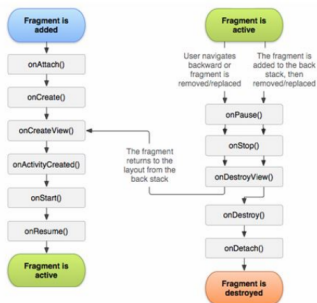 Fragment is
added
onAttach()
onCreate()
onCreateView()
onActivityCreated()
onStart()
onResume()
Fragment is
active
The fragment
returns to the
layout from the
back stack
Fragment is
active
User navigates
backward or
fragment is
removed/replaced
The fragment is
added to the back
stack, then
removed/replaced
onPause()
onStop()
onDestroyView()
onDestroy()
onDetach()
Fragment is
destroyed